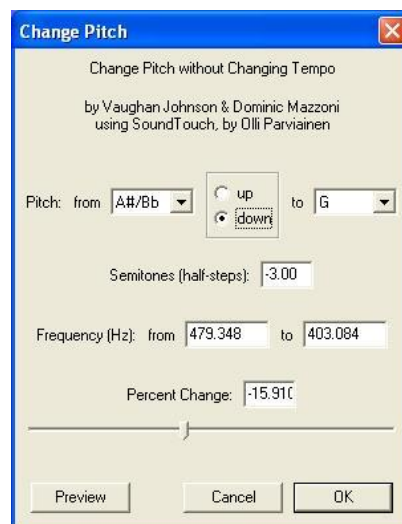 Change Pitch
Change Pitch without Changing Tempo
by Vaughan Johnson & Dominic Mazzoni
using SoundTouch, by Olli Parviainen
Pitch: from A#/Bb up down to G
Semitones (half-steps): -3.00
Frequency (Hz): from 479.348 to 403.084
Percent Change: -15.910
Preview Cancel OK